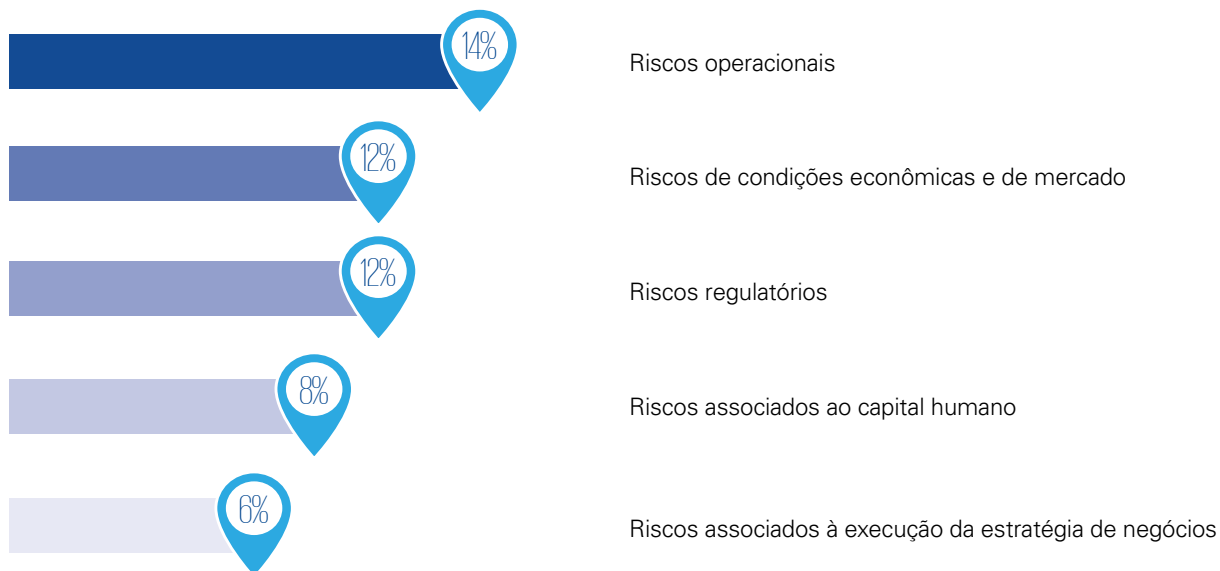 14% Riscos operacionais
12% Riscos de condições econômicas e de mercado
12% Riscos regulatórios
8% Riscos associados ao capital humano
6% Riscos associados à execução da estratégia de negócios